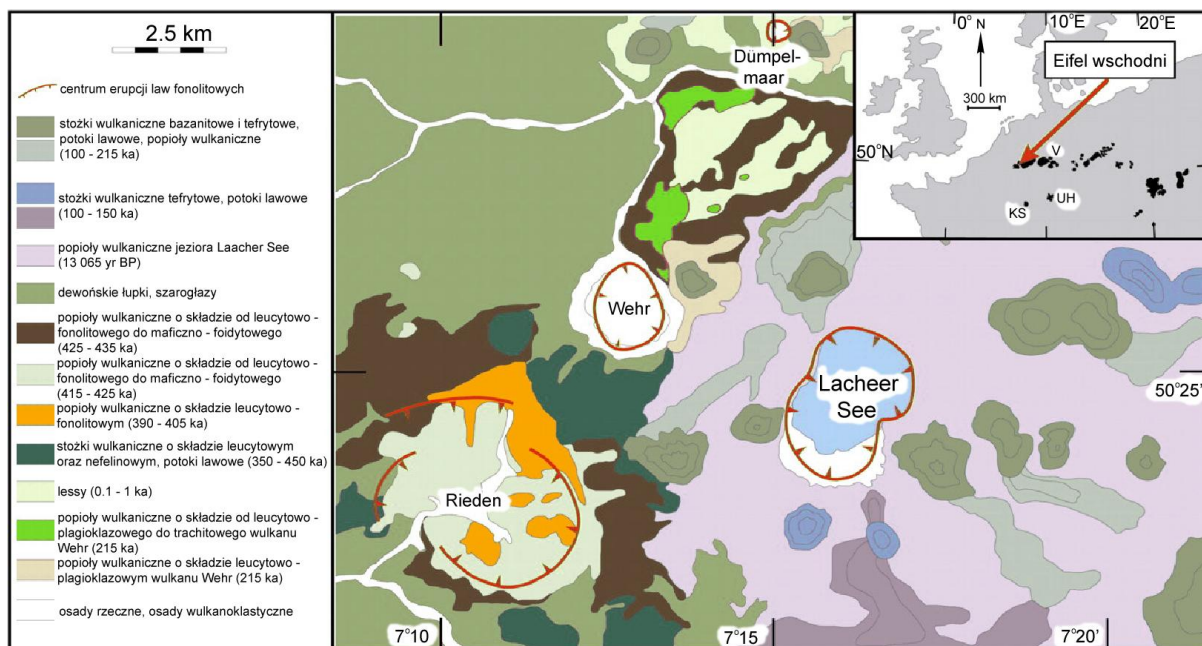 2.5 km
centrum erupcji law fonolitowych
stożki wulkaniczne bazanitowe i tefrytowe,
potoki lawowe, popioły wulkaniczne
(100 - 215 ka)
stożki wulkaniczne tefrytowe, potoki lawowe
(100 - 150 ka)
popioły wulkaniczne jeziora Laacher See
(13 065 yr BP)
dewońskie łupki, szarogłazy
popioły wulkaniczne o składzie od leucytowo -
fonolitowego do maficzno - foidytowego
(425 - 435 ka)
popioły wulkaniczne o składzie od leucytowo -
fonolitowego do maficzno - foidytowego
(415 - 425 ka)
popioły wulkaniczne o składzie leucytowo -
fonolitowym (390 - 405 ka)
stożki wulkaniczne o składzie leucytowym
oraz nefelinowym, potoki lawowe (350 - 450 ka)
lessy (0.1 - 1 ka)
popioły wulkaniczne o składzie od leucytowo -
plagioklazowego do trachitowego wulkanu
Wehr (215 ka)
popioły wulkaniczne o składzie leucytowo -
plagioklazowym wulkanu Wehr (215 ka)
osady rzeczne, osady wulkanoklastyczne
Dümpel-
maar
Wehr
Lacheer
See
Rieden
7°10
7°15
7°20'
50°25'
0° N
10°E
20°E
Eifel wschodni
300 km
50°N
V
UH
KS